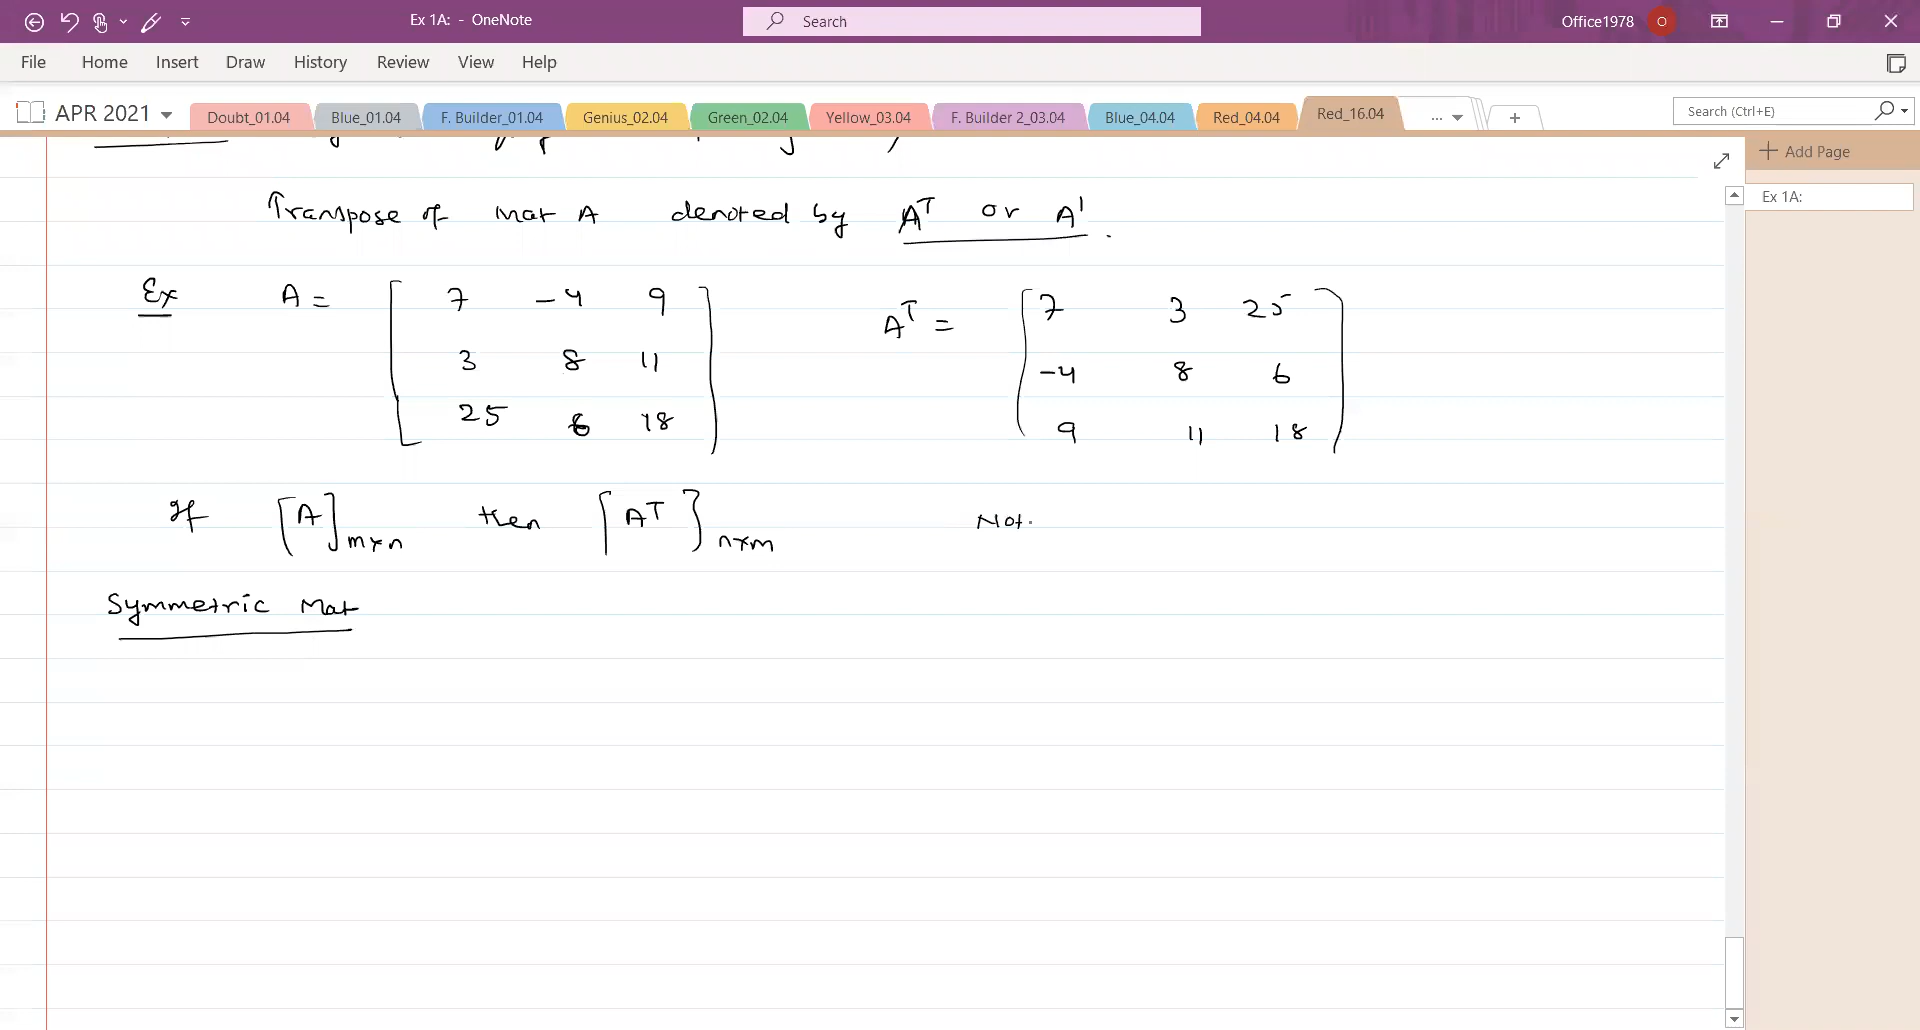 Ex 1A: - OneNote
Search
Office1978
O
File Home Insert Draw History Review View Help
APR 2021
Doubt_01.04
Blue_01.04
F. Builder_01.04
Genius_02.04
Green_02.04
Yellow_03.04
F. Builder 2_03.04
Blue_04.04
Red_04.04
Red_16.04
...
+
Search (Ctrl+E)
Add Page
Ex 1A:
Transpose of mat A denoted by Aᵀ or A' .
Ex A = [ 7 -4 9
3 8 11
25 6 18 ]
Aᵀ = [ 7 3 25
-4 8 6
9 11 18 ]
If [A] m×n then [Aᵀ] n×m Not
Symmetric Mat